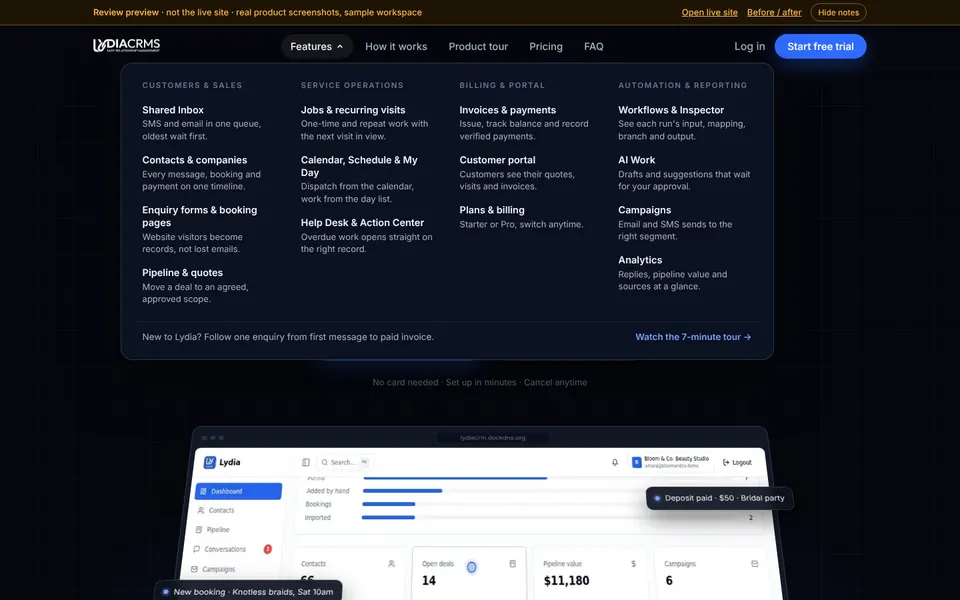 Review preview · not the live site · real product screenshots, sample workspace
Open live site
Before / after
Hide notes
LYDIACRMS
Features
How it works
Product tour
Pricing
FAQ
Log in
Start free trial
CUSTOMERS & SALES
Shared Inbox
SMS and email in one queue,
oldest wait first.
Contacts & companies
Every message, booking and
payment on one timeline.
Enquiry forms & booking
pages
Website visitors become
records, not lost emails.
Pipeline & quotes
Move a deal to an agreed,
approved scope.
SERVICE OPERATIONS
Jobs & recurring visits
One-time and repeat work with
the next visit in view.
Calendar, Schedule & My
Day
Dispatch from the calendar,
work from the day list.
Help Desk & Action Center
Overdue work opens straight on
the right record.
BILLING & PORTAL
Invoices & payments
Issue, track balance and record
verified payments.
Customer portal
Customers see their quotes,
visits and invoices.
Plans & billing
Starter or Pro, switch anytime.
AUTOMATION & REPORTING
Workflows & Inspector
See each run's input, mapping,
branch and output.
AI Work
Drafts and suggestions that wait
for your approval.
Campaigns
Email and SMS sends to the
right segment.
Analytics
Replies, pipeline value and
sources at a glance.
New to Lydia? Follow one enquiry from first message to paid invoice.
Watch the 7-minute tour →
No card needed · Set up in minutes · Cancel anytime
lydiacrm.duckdns.org
Lydia
Search...
Bloom & Co. Beauty Studio
Logout
Dashboard
Contacts
Pipeline
Conversations
Campaigns
Added by hand
Bookings
Imported
2
Deposit paid · $50 · Bridal party
Contacts
66
Open deals
14
Pipeline value
$
$11,180
Campaigns
6
New booking · Knotless braids, Sat 10am